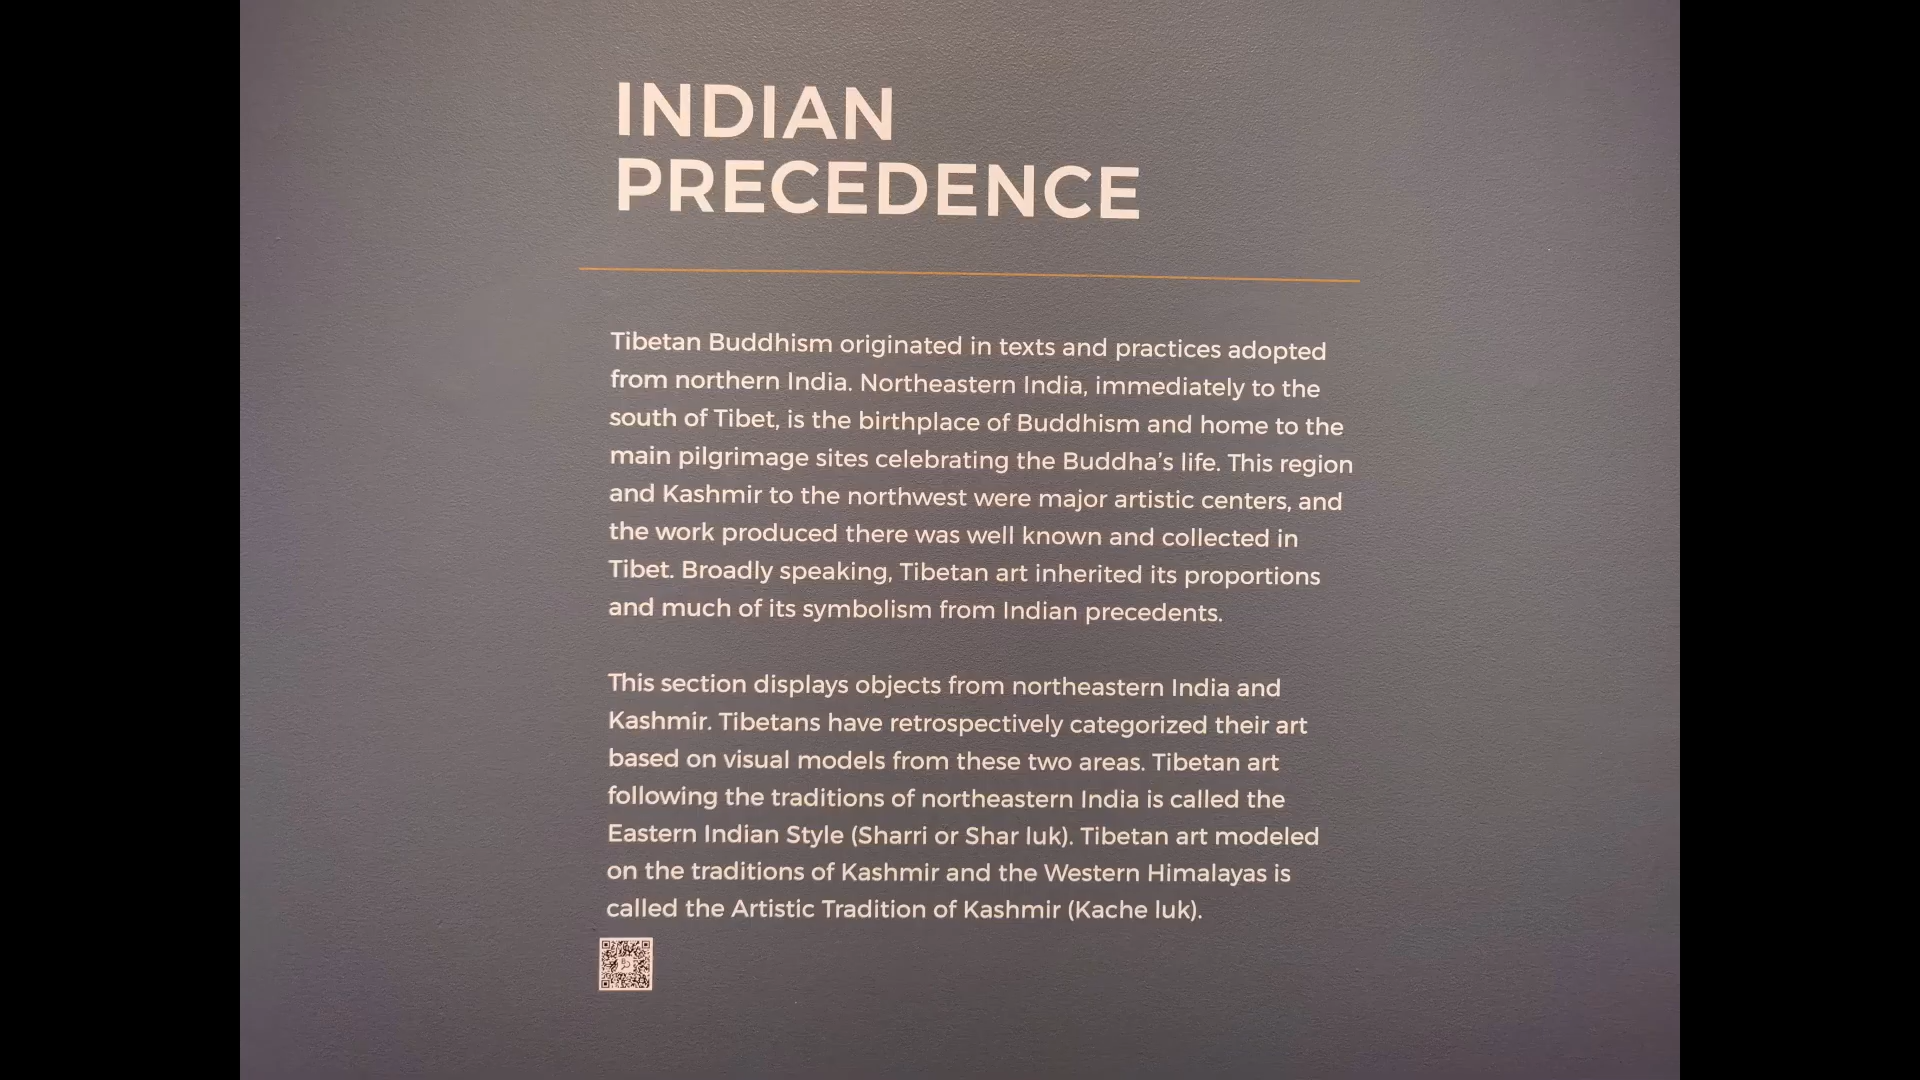 INDIAN
PRECEDENCE
Tibetan Buddhism originated in texts and practices adopted
from northern India. Northeastern India, immediately to the
south of Tibet, is the birthplace of Buddhism and home to the
main pilgrimage sites celebrating the Buddha's life. This region
and Kashmir to the northwest were major artistic centers, and
the work produced there was well known and collected in
Tibet. Broadly speaking, Tibetan art inherited its proportions
and much of its symbolism from Indian precedents.
This section displays objects from northeastern India and
Kashmir. Tibetans have retrospectively categorized their art
based on visual models from these two areas. Tibetan art
following the traditions of northeastern India is called the
Eastern Indian Style (Sharri or Shar luk). Tibetan art modeled
on the traditions of Kashmir and the Western Himalayas is
called the Artistic Tradition of Kashmir (Kache luk).